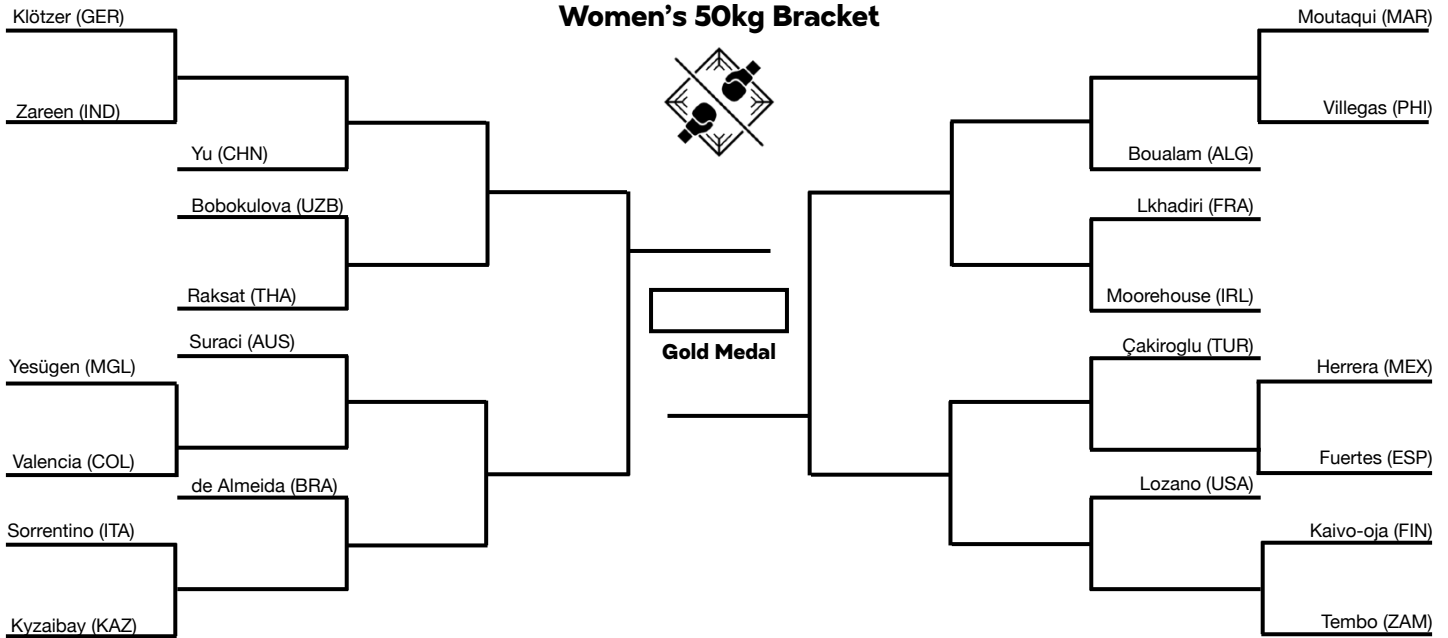 Women's 50kg Bracket
Klötzer (GER)
Zareen (IND)
Yu (CHN)
Bobokulova (UZB)
Raksat (THA)
Suraci (AUS)
Yesügen (MGL)
Valencia (COL)
de Almeida (BRA)
Sorrentino (ITA)
Kyzaibay (KAZ)
Gold Medal
Moutaqui (MAR)
Villegas (PHI)
Boualam (ALG)
Lkhadiri (FRA)
Moorehouse (IRL)
Çakiroglu (TUR)
Herrera (MEX)
Fuertes (ESP)
Lozano (USA)
Kaivo-oja (FIN)
Tembo (ZAM)